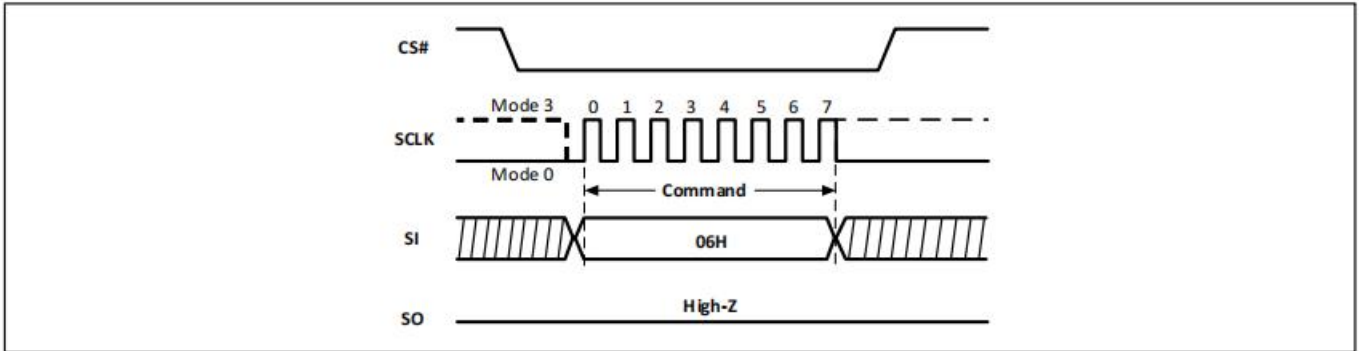 CS#
Mode 3
0 1 2 3 4 5 6 7
SCLK
Mode 0
Command
SI
06H
High-Z
SO